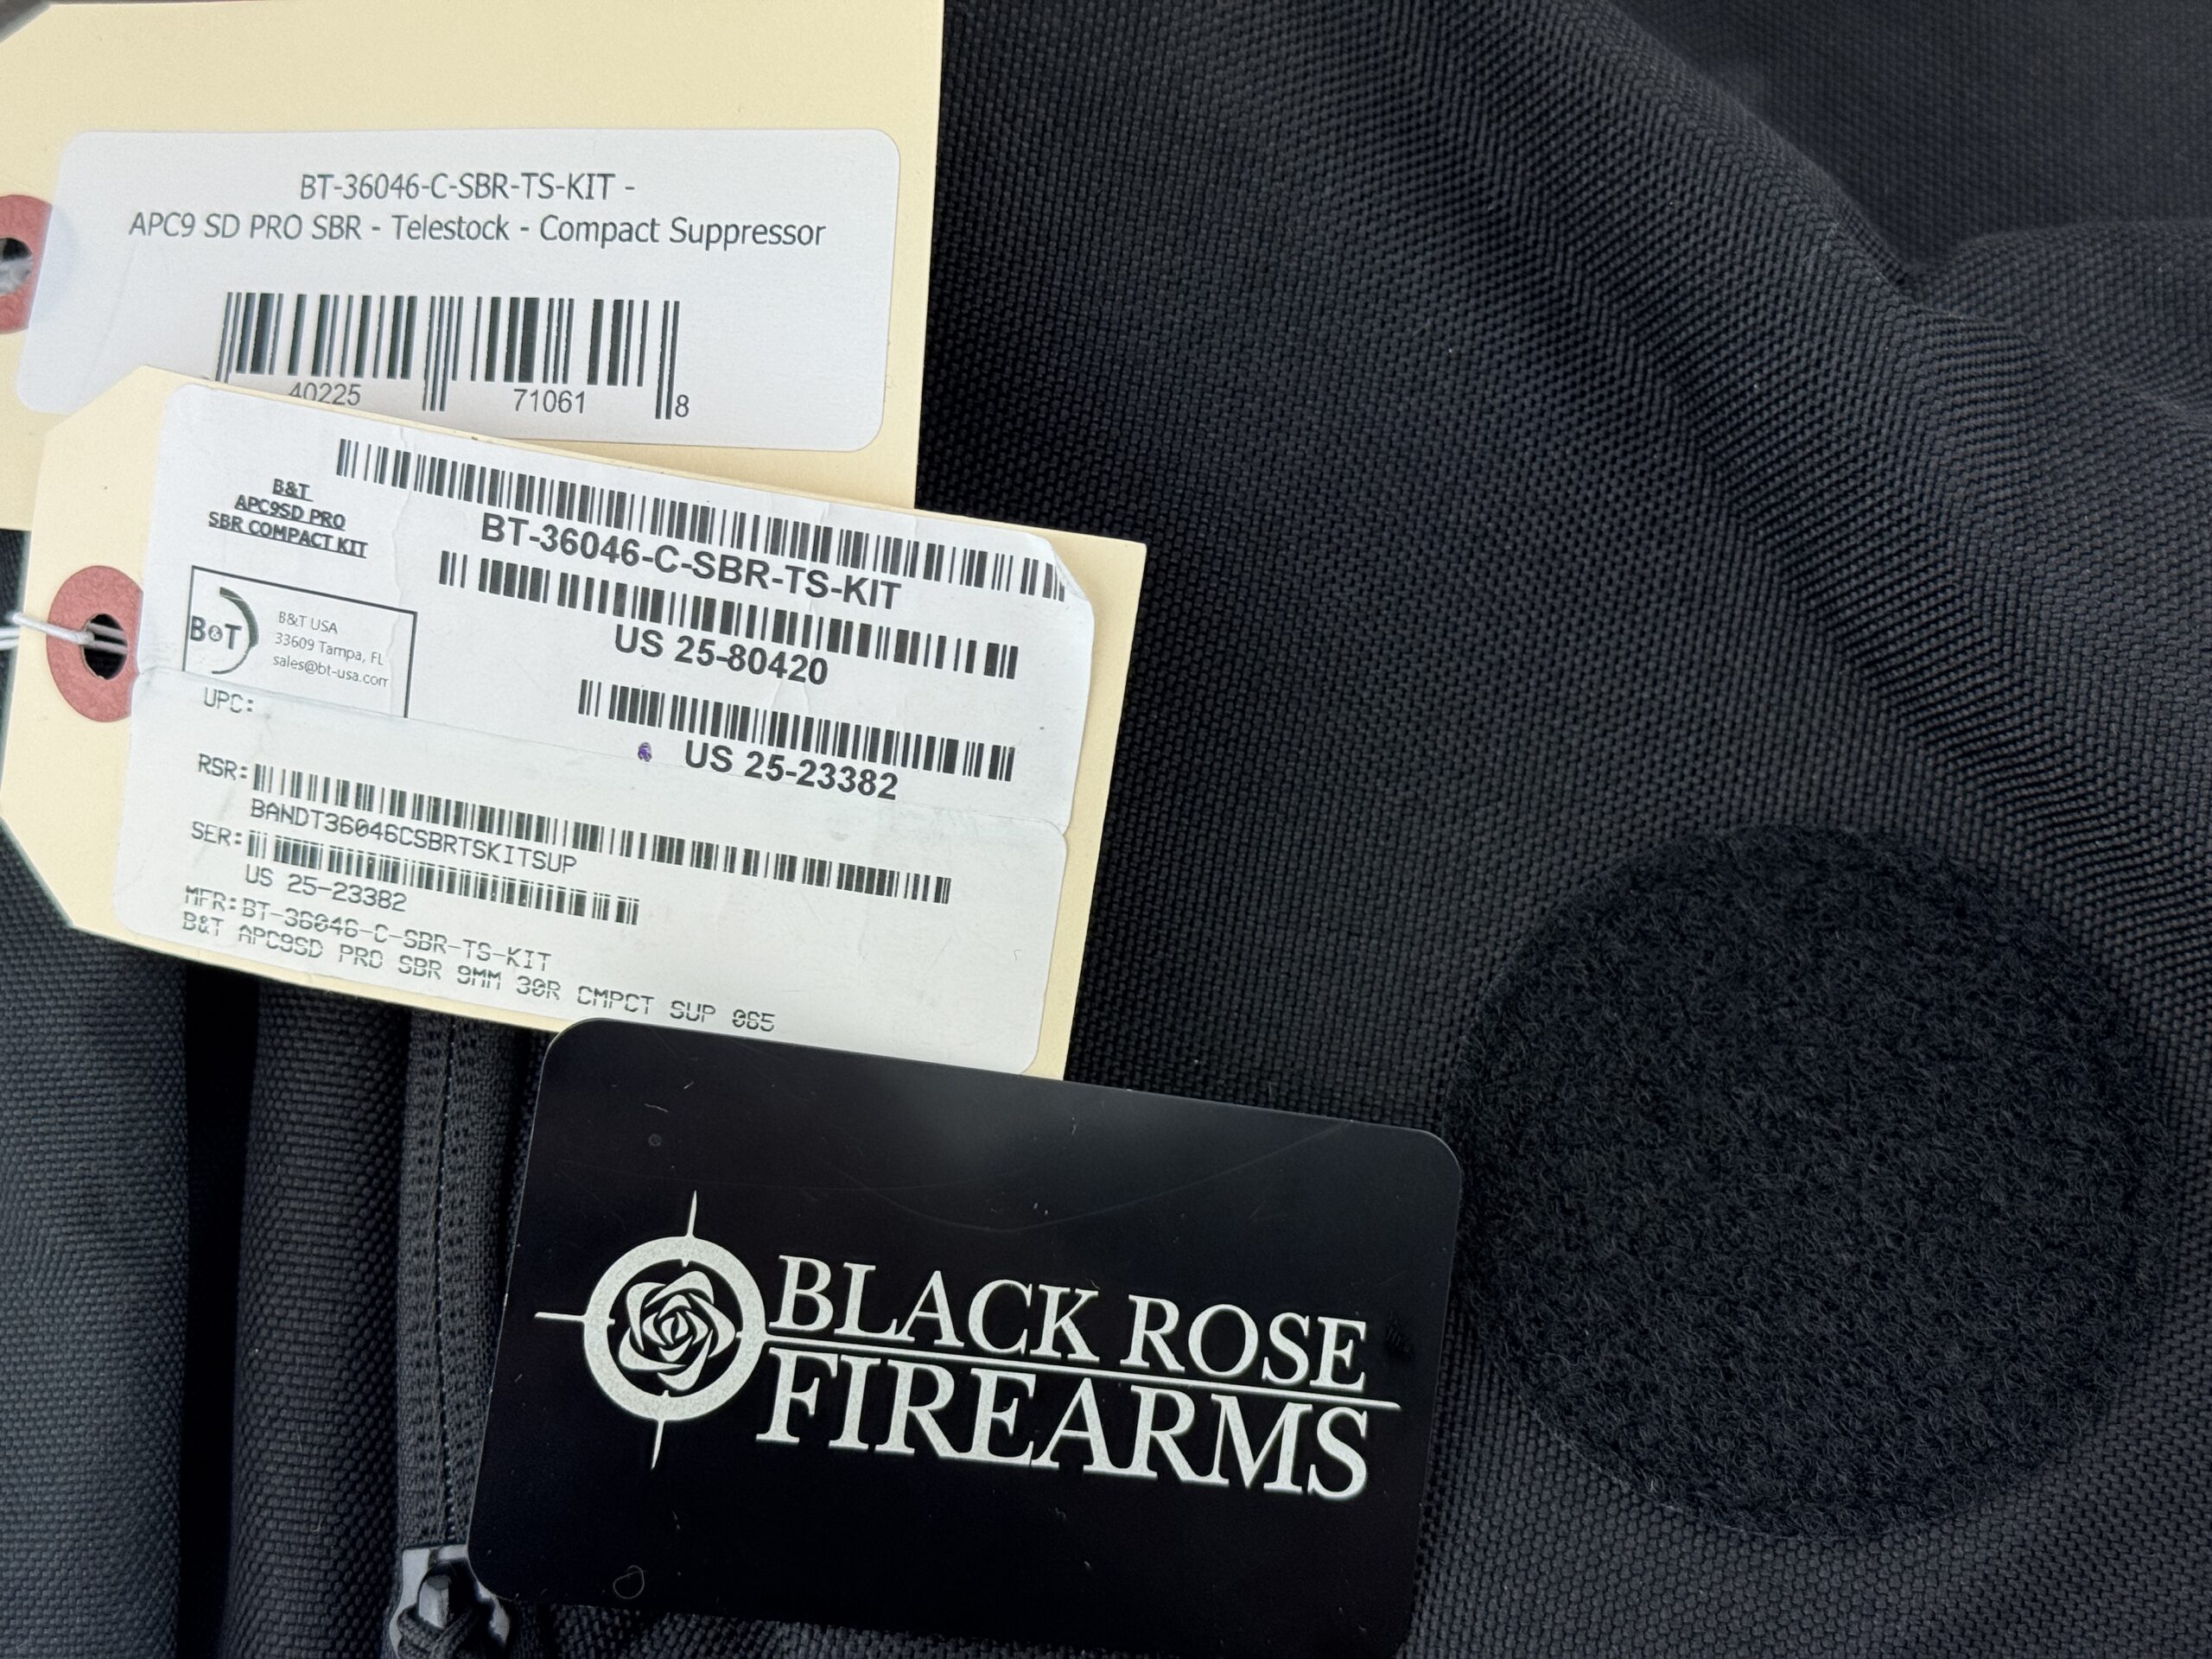 BT-36046-C-SBR-TS-KIT -
APC9 SD PRO SBR - Telestock - Compact Suppressor
40225 71061 8
B&T
APC9SD PRO
SBR COMPACT KIT
BT-36046-C-SBR-TS-KIT
US 25-80420
US 25-23382
B&T
B&T USA
33609 Tampa, FL
sales@bt-usa.com
UPC:
RSR:
BANDT36046CSBRTSKITSUP
SER:
US 25-23382
MFR:BT-36046-C-SBR-TS-KIT
B&T APC9SD PRO SBR 9MM 30R CMPCT SUP 065
BLACK ROSE
FIREARMS